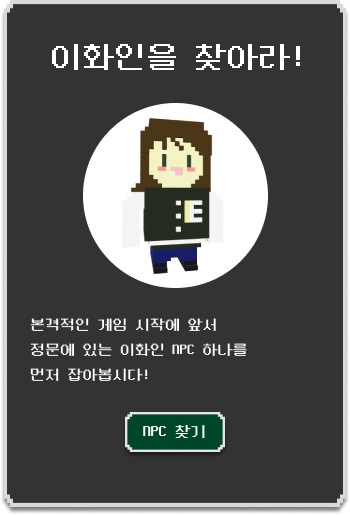 이화인을 찾아라!
E
본격적인 게임 시작에 앞서
정문에 있는 이화인 NPC 하나를
먼저 잡아봅시다!
NPC 찾기